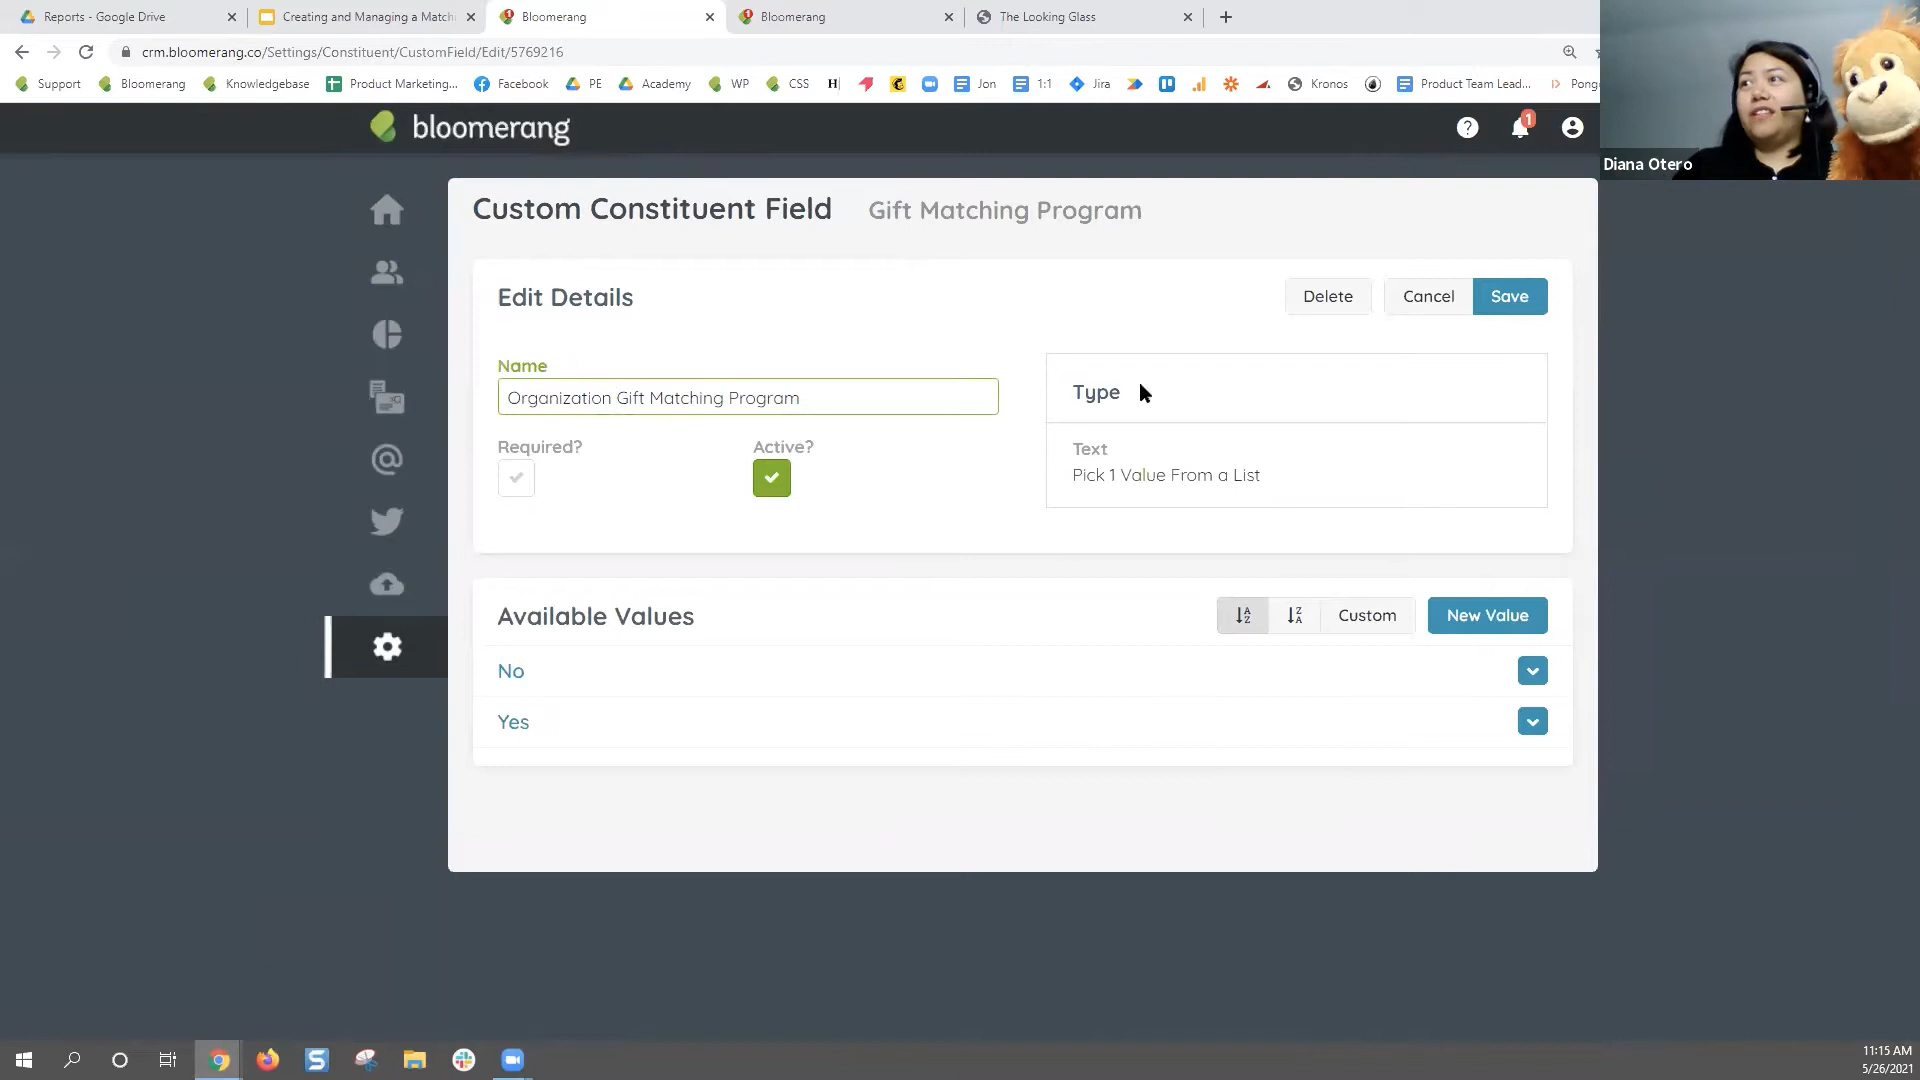 Reports - Google Drive
Creating and Managing a Matchi
Bloomerang
Bloomerang
The Looking Glass
crm.bloomerang.co/Settings/Constituent/CustomField/Edit/5769216
Support
Bloomerang
Knowledgebase
Product Marketing...
Facebook
PE
Academy
WP
CSS
Jon
1:1
Jira
Kronos
Product Team Lead...
Pong
bloomerang
1
Diana Otero
Custom Constituent Field Gift Matching Program
Edit Details
Delete
Cancel
Save
Name
Organization Gift Matching Program
Required?
Active?
Type
Text
Pick 1 Value From a List
Available Values
Custom
New Value
No
Yes
11:15 AM
5/26/2021